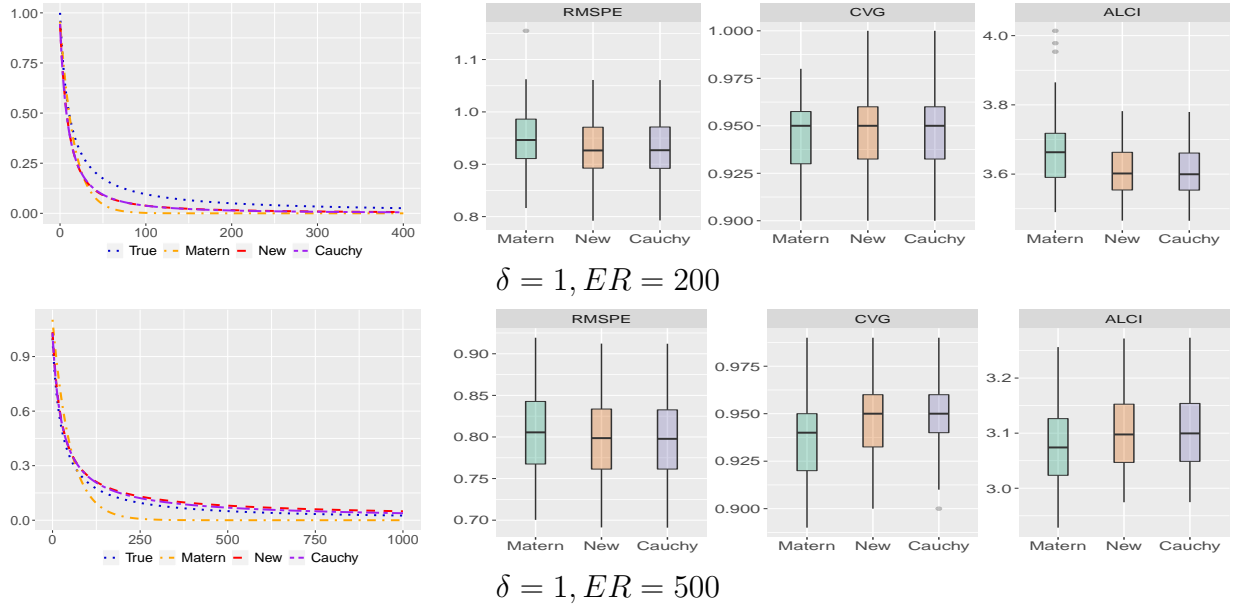 RMSPE CVG ALCI
1.00
0.75
0.50
0.25
0.00
0 100 200 300 400
True Matern New Cauchy
1.1
1.0
0.9
0.8
Matern New Cauchy
1.000
0.975
0.950
0.925
0.900
Matern New Cauchy
4.0
3.8
3.6
Matern New Cauchy
δ = 1, ER = 200
RMSPE CVG ALCI
0.9
0.6
0.3
0.0
0 250 500 750 1000
True Matern New Cauchy
0.90
0.85
0.80
0.75
0.70
Matern New Cauchy
0.975
0.950
0.925
0.900
Matern New Cauchy
3.2
3.1
3.0
Matern New Cauchy
δ = 1, ER = 500